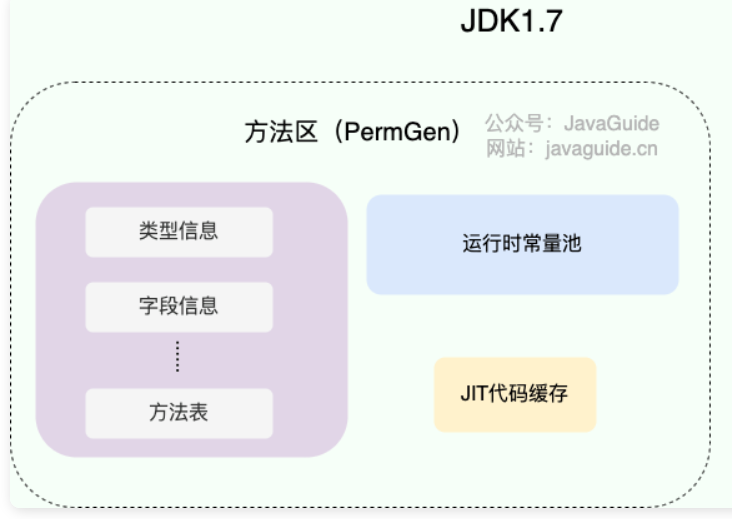 JDK1.7
方法区（PermGen）
公众号：JavaGuide
网站：javaguide.cn
类型信息
字段信息
方法表
运行时常量池
JIT代码缓存